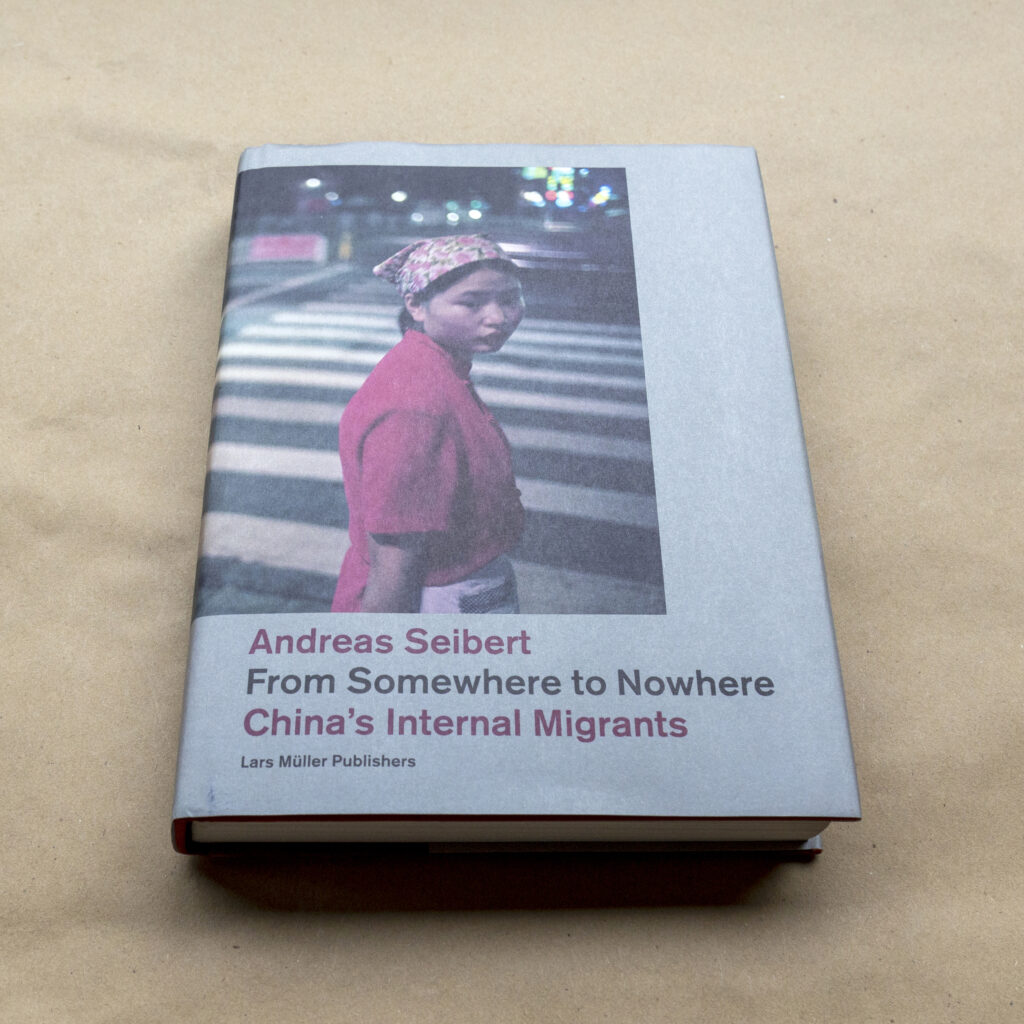 Andreas Seibert
From Somewhere to Nowhere
China's Internal Migrants
Lars Müller Publishers